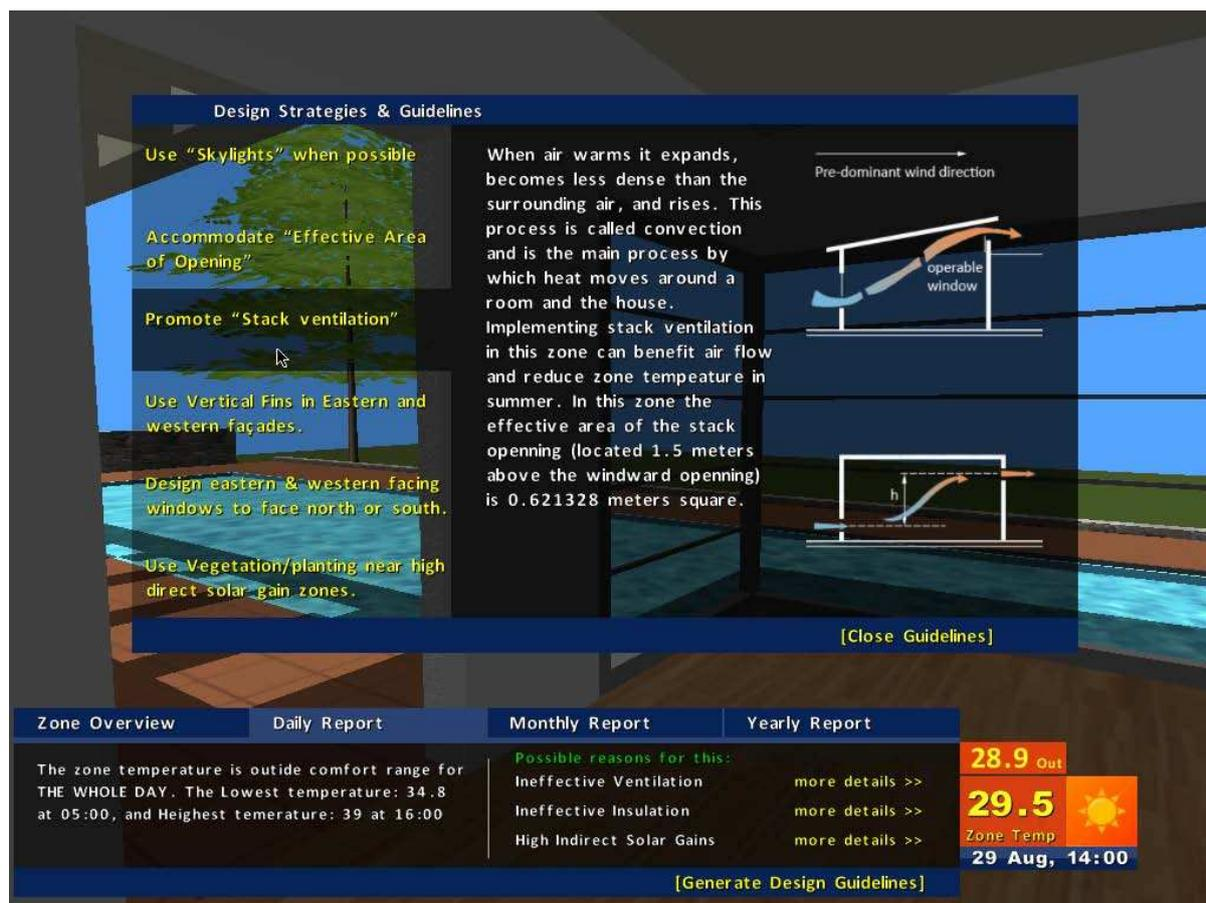 Design Strategies & Guidelines
Use "Skylights" when possible
Accommodate "Effective Area
of Opening"
Promote "Stack ventilation"
Use Vertical Fins in Eastern and
western façades.
Design eastern & western facing
windows to face north or south.
Use Vegetation/planting near high
direct solar gain zones.
When air warms it expands,
becomes less dense than the
surrounding air, and rises. This
process is called convection
and is the main process by
which heat moves around a
room and the house.
Implementing stack ventilation
in this zone can benefit air flow
and reduce zone tempeature in
summer. In this zone the
effective area of the stack
openning (located 1.5 meters
above the windward openning)
is 0.621328 meters square.
Pre-dominant wind direction
operable
window
h
[Close Guidelines]
Zone Overview
Daily Report
Monthly Report
Yearly Report
The zone temperature is outide comfort range for
THE WHOLE DAY. The Lowest temperature: 34.8
at 05:00, and Heighest temerature: 39 at 16:00
Possible reasons for this:
Ineffective Ventilation more details >>
Ineffective Insulation more details >>
High Indirect Solar Gains more details >>
[Generate Design Guidelines]
28.9 Out
29.5
Zone Temp
29 Aug, 14:00